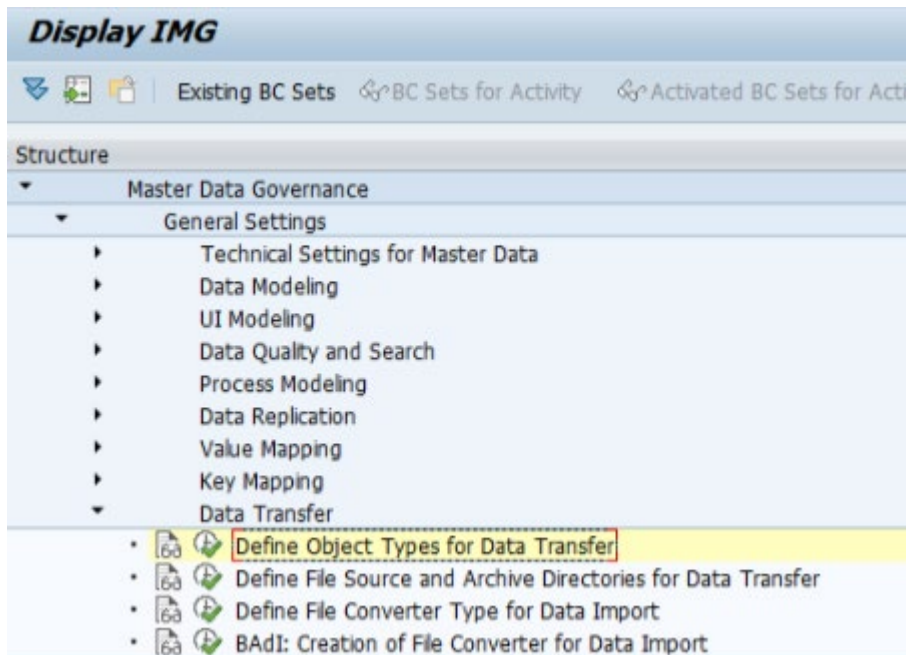 Display IMG
Existing BC Sets BC Sets for Activity Activated BC Sets for Acti
Structure
Master Data Governance
General Settings
Technical Settings for Master Data
Data Modeling
UI Modeling
Data Quality and Search
Process Modeling
Data Replication
Value Mapping
Key Mapping
Data Transfer
Define Object Types for Data Transfer
Define File Source and Archive Directories for Data Transfer
Define File Converter Type for Data Import
BAdI: Creation of File Converter for Data Import